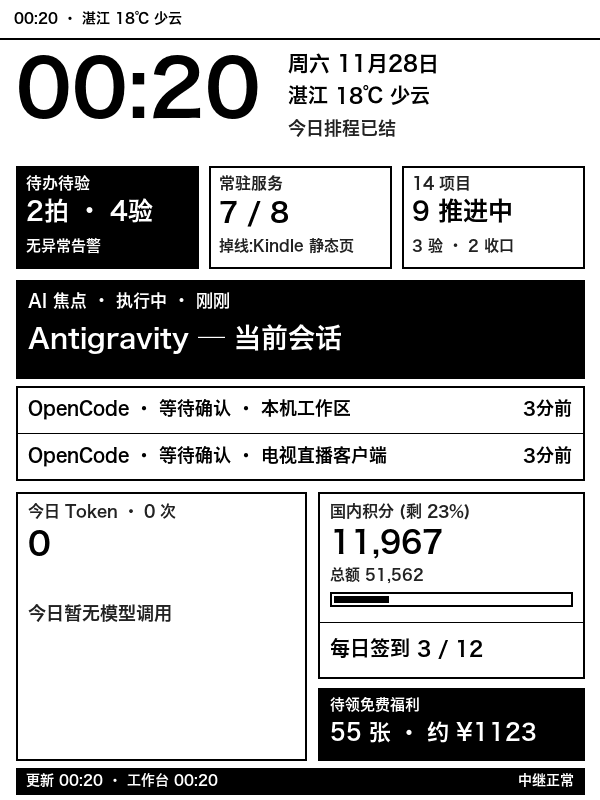 00:20 · 湛江 18℃ 少云
00:20
周六 11月28日
湛江 18℃ 少云
今日排程已结
待办待验
2拍 · 4验
无异常告警
常驻服务
7 / 8
掉线:Kindle 静态页
14 项目
9 推进中
3 验 · 2 收口
AI 焦点 · 执行中 · 刚刚
Antigravity — 当前会话
OpenCode · 等待确认 · 本机工作区 3分前
OpenCode · 等待确认 · 电视直播客户端 3分前
今日 Token · 0 次
0
今日暂无模型调用
国内积分 (剩 23%)
11,967
总额 51,562
每日签到 3 / 12
待领免费福利
55 张 · 约 ¥1123
更新 00:20 · 工作台 00:20 中继正常